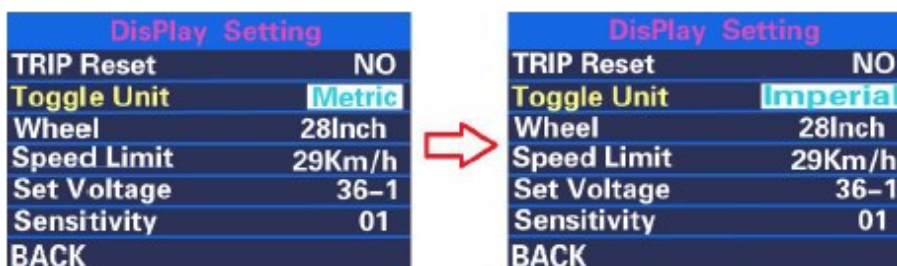 DisPlay Setting
TRIP Reset NO
Toggle Unit Metric
Wheel 28Inch
Speed Limit 29Km/h
Set Voltage 36-1
Sensitivity 01
BACK
DisPlay Setting
TRIP Reset NO
Toggle Unit Imperial
Wheel 28Inch
Speed Limit 29Km/h
Set Voltage 36-1
Sensitivity 01
BACK